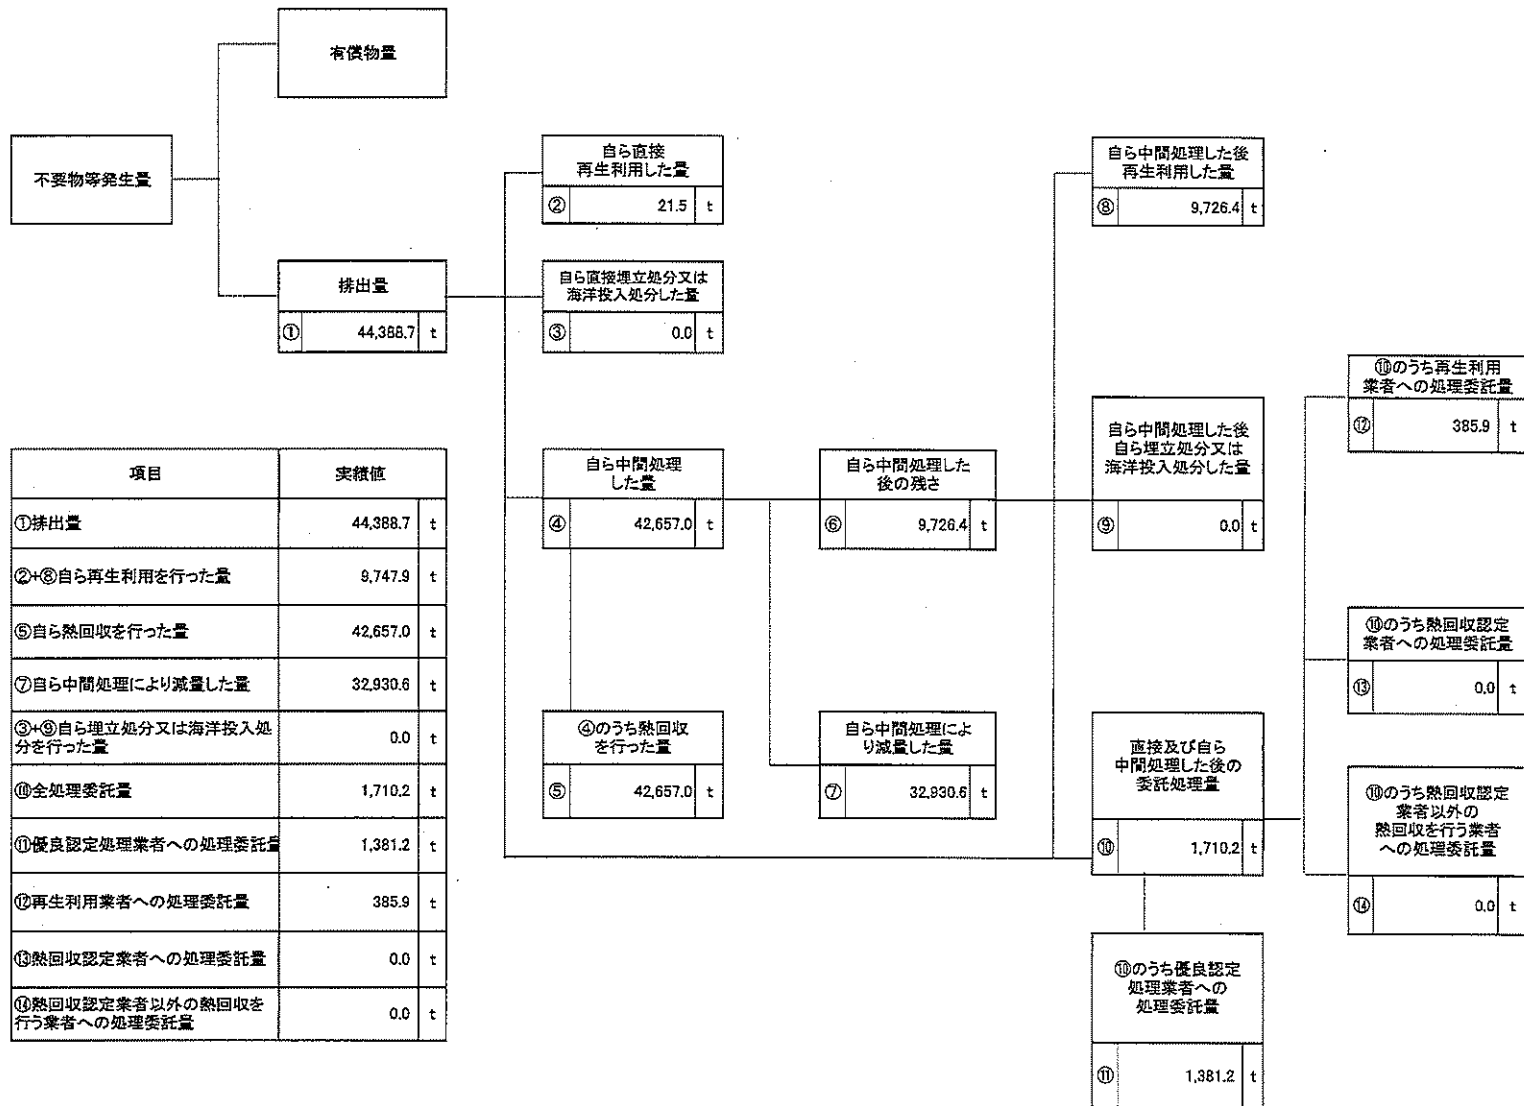 有償物量
不要物等発生量
排出量
① 44,388.7 t
自ら直接
再生利用した量
② 21.5 t
自ら直接埋立処分又は
海洋投入処分した量
③ 0.0 t
自ら中間処理
した量
④ 42,657.0 t
④のうち熱回収
を行った量
⑤ 42,657.0 t
自ら中間処理した
後の残さ
⑥ 9,726.4 t
自ら中間処理によ
り減量した量
⑦ 32,930.6 t
自ら中間処理した後
再生利用した量
⑧ 9,726.4 t
自ら中間処理した後
自ら埋立処分又は
海洋投入処分した量
⑨ 0.0 t
直接及び自ら
中間処理した後の
委託処理量
⑩ 1,710.2 t
⑩のうち優良認定
処理業者への
処理委託量
⑪ 1,381.2 t
⑩のうち再生利用
業者への処理委託量
⑫ 385.9 t
⑩のうち熱回収認定
業者への処理委託量
⑬ 0.0 t
⑩のうち熱回収認定
業者以外の
熱回収を行う業者
への処理委託量
⑭ 0.0 t
項目 実績値
①排出量 44,388.7 t
②+⑧自ら再生利用を行った量 9,747.9 t
⑤自ら熱回収を行った量 42,657.0 t
⑦自ら中間処理により減量した量 32,930.6 t
③+⑨自ら埋立処分又は海洋投入処
分を行った量 0.0 t
⑩全処理委託量 1,710.2 t
⑪優良認定処理業者への処理委託量 1,381.2 t
⑫再生利用業者への処理委託量 385.9 t
⑬熱回収認定業者への処理委託量 0.0 t
⑭熱回収認定業者以外の熱回収を
行う業者への処理委託量 0.0 t